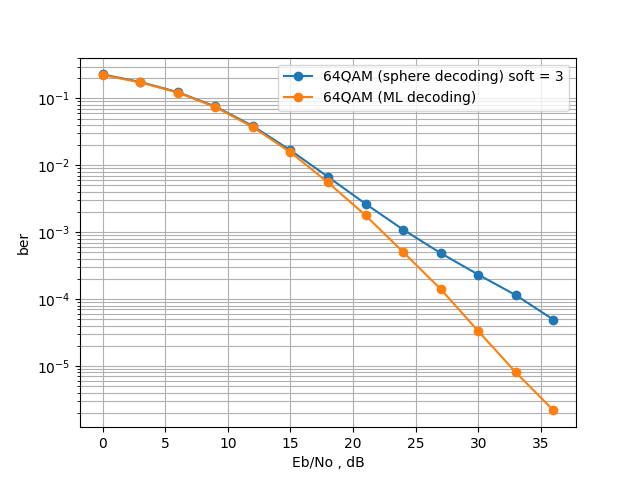 64QAM (sphere decoding) soft = 3
64QAM (ML decoding)
10⁻¹
10⁻²
10⁻³
10⁻⁴
10⁻⁵
ber
0 5 10 15 20 25 30 35
Eb/No , dB